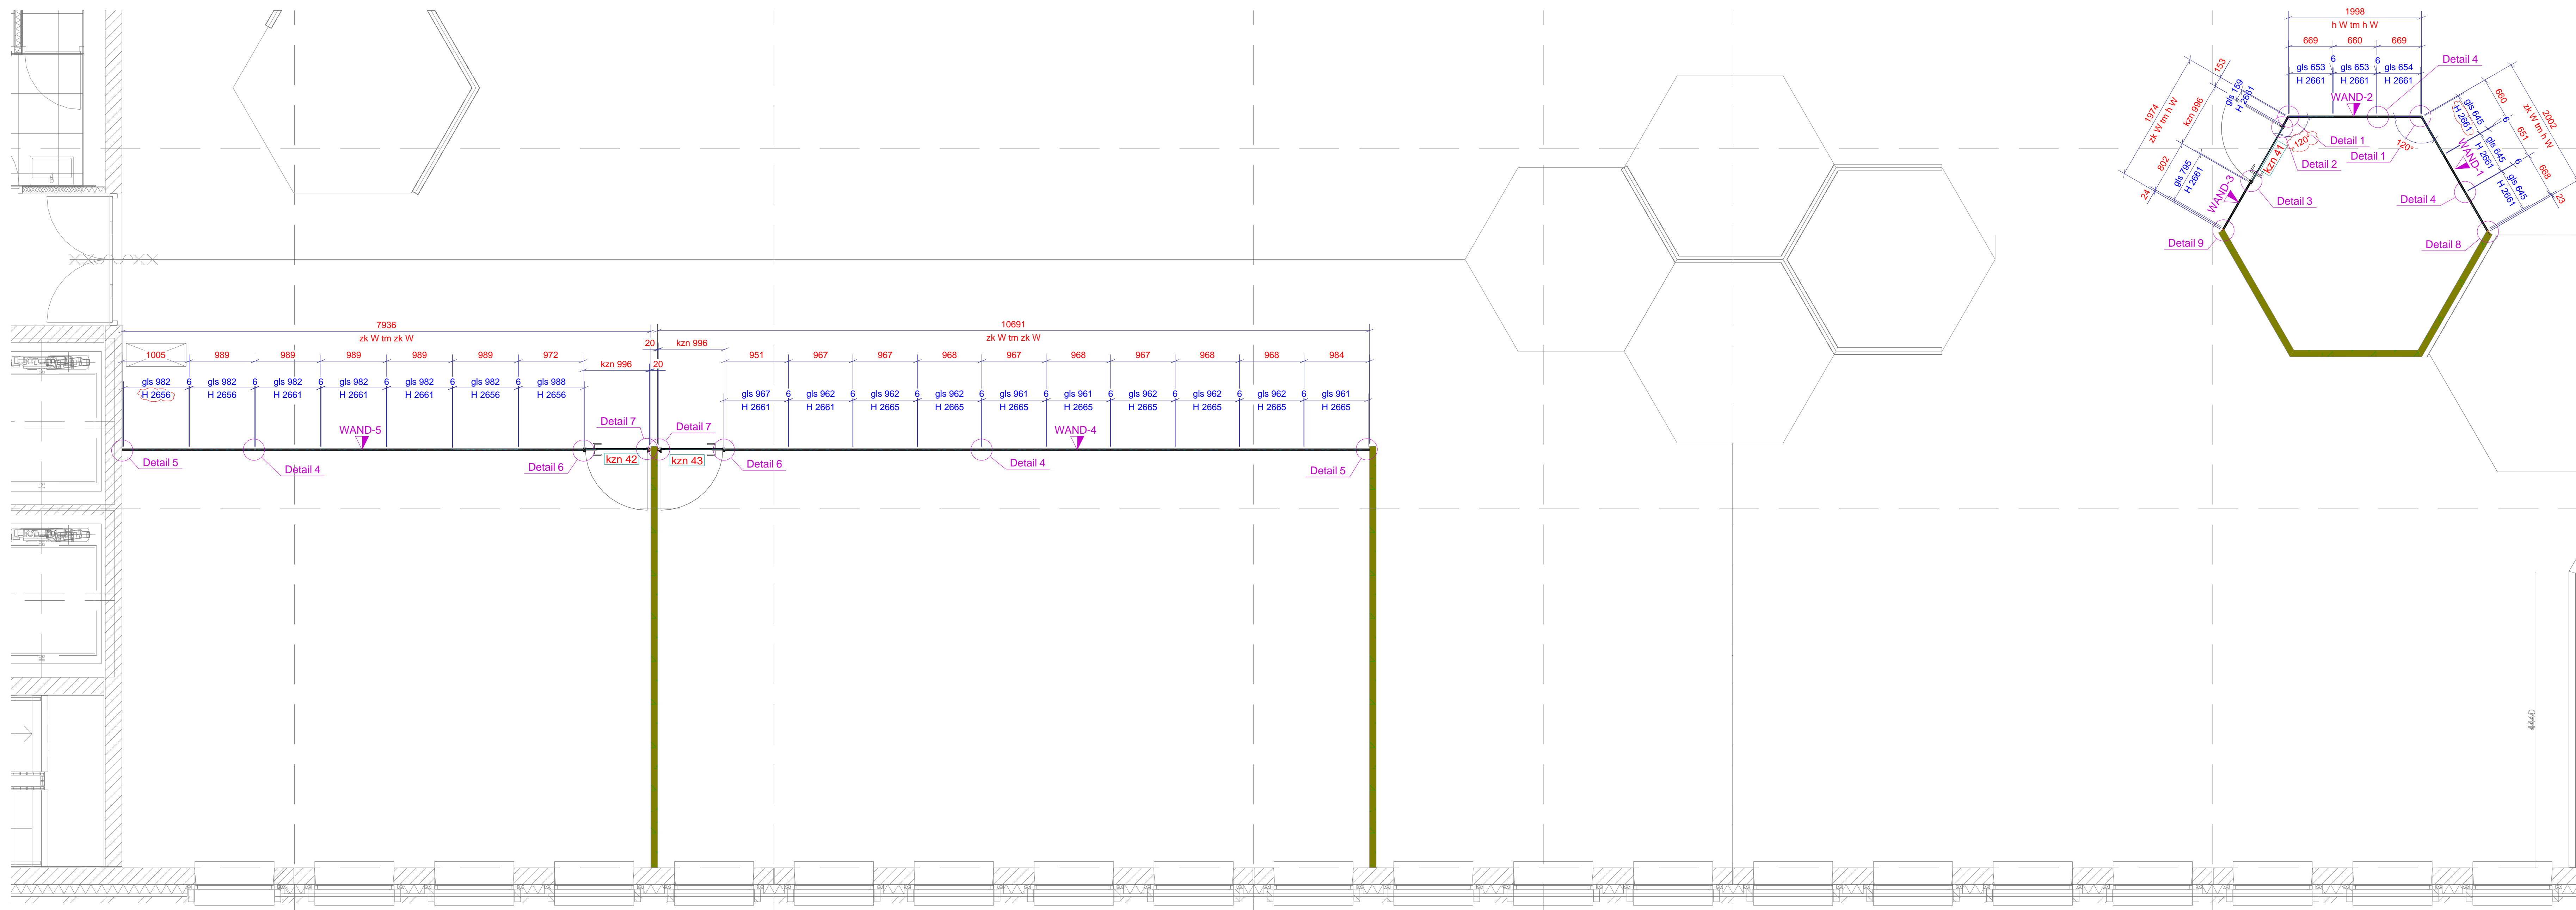 1998
h W tm h W
669 660 669
6 6
gls 653 gls 653 gls 654
H 2661 H 2661 H 2661
Detail 4
WAND-2
153
gls 159
H 2661
1974
zk W tm h W
kzn 996
802
gls 795
H 2661
24
kzn 41
120°
Detail 1
Detail 2
Detail 1
120°
WAND-3
Detail 3
Detail 9
660
2002
zk W tm h W
gls 645
H 2661
6
651
gls 645
H 2661
WAND-1
6
668
gls 645
H 2661
23
Detail 4
Detail 8
7936
zk W tm zk W
1005 989 989 989 989 989 972
kzn 996
20
gls 982 6 gls 982 6 gls 982 6 gls 982 6 gls 982 6 gls 982 6 gls 988
H 2656 H 2656 H 2661 H 2661 H 2661 H 2656 H 2656
WAND-5
Detail 5
Detail 4
Detail 6
Detail 7
kzn 42
10691
zk W tm zk W
20
kzn 996
951 967 967 968 967 968 967 968 968 984
gls 967 6 gls 962 6 gls 962 6 gls 962 6 gls 961 6 gls 961 6 gls 962 6 gls 962 6 gls 962 6 gls 961
H 2661 H 2661 H 2665 H 2665 H 2665 H 2665 H 2665 H 2665 H 2665 H 2665
WAND-4
Detail 7
kzn 43
Detail 6
Detail 4
Detail 5
4440